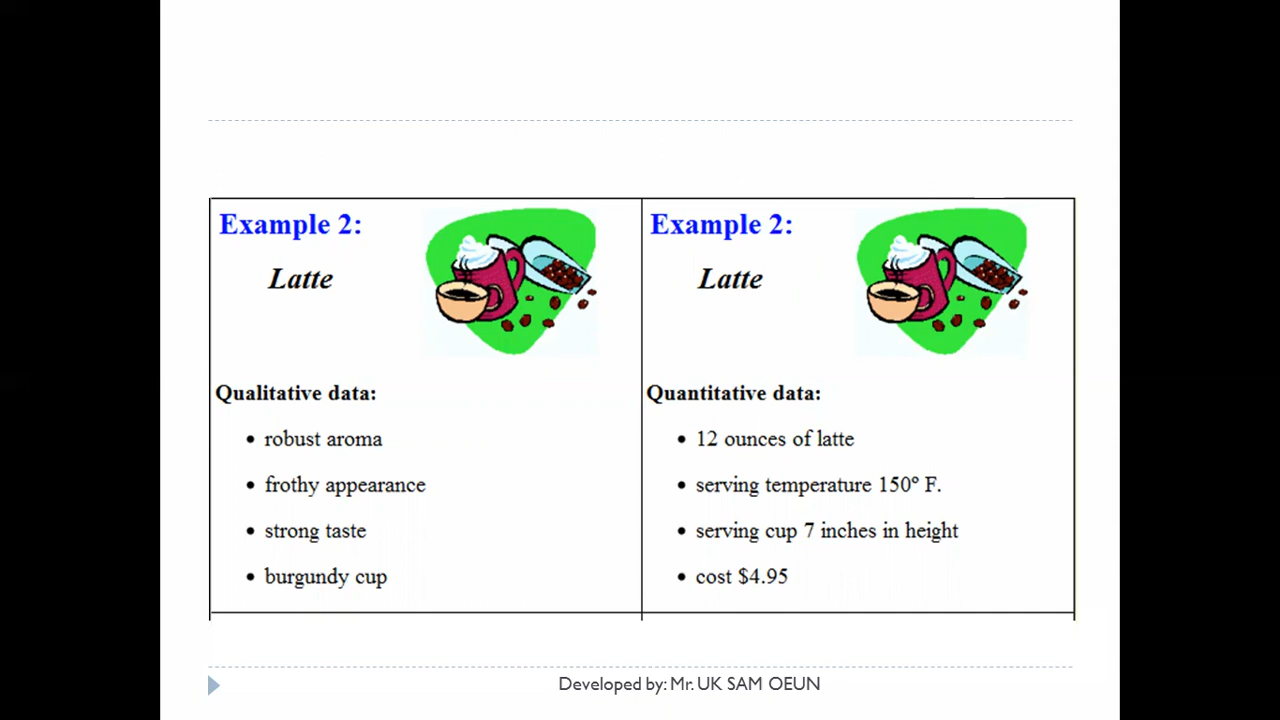 Example 2:
Latte
Qualitative data:
• robust aroma
• frothy appearance
• strong taste
• burgundy cup
Example 2:
Latte
Quantitative data:
• 12 ounces of latte
• serving temperature 150º F.
• serving cup 7 inches in height
• cost $4.95
Developed by: Mr. UK SAM OEUN